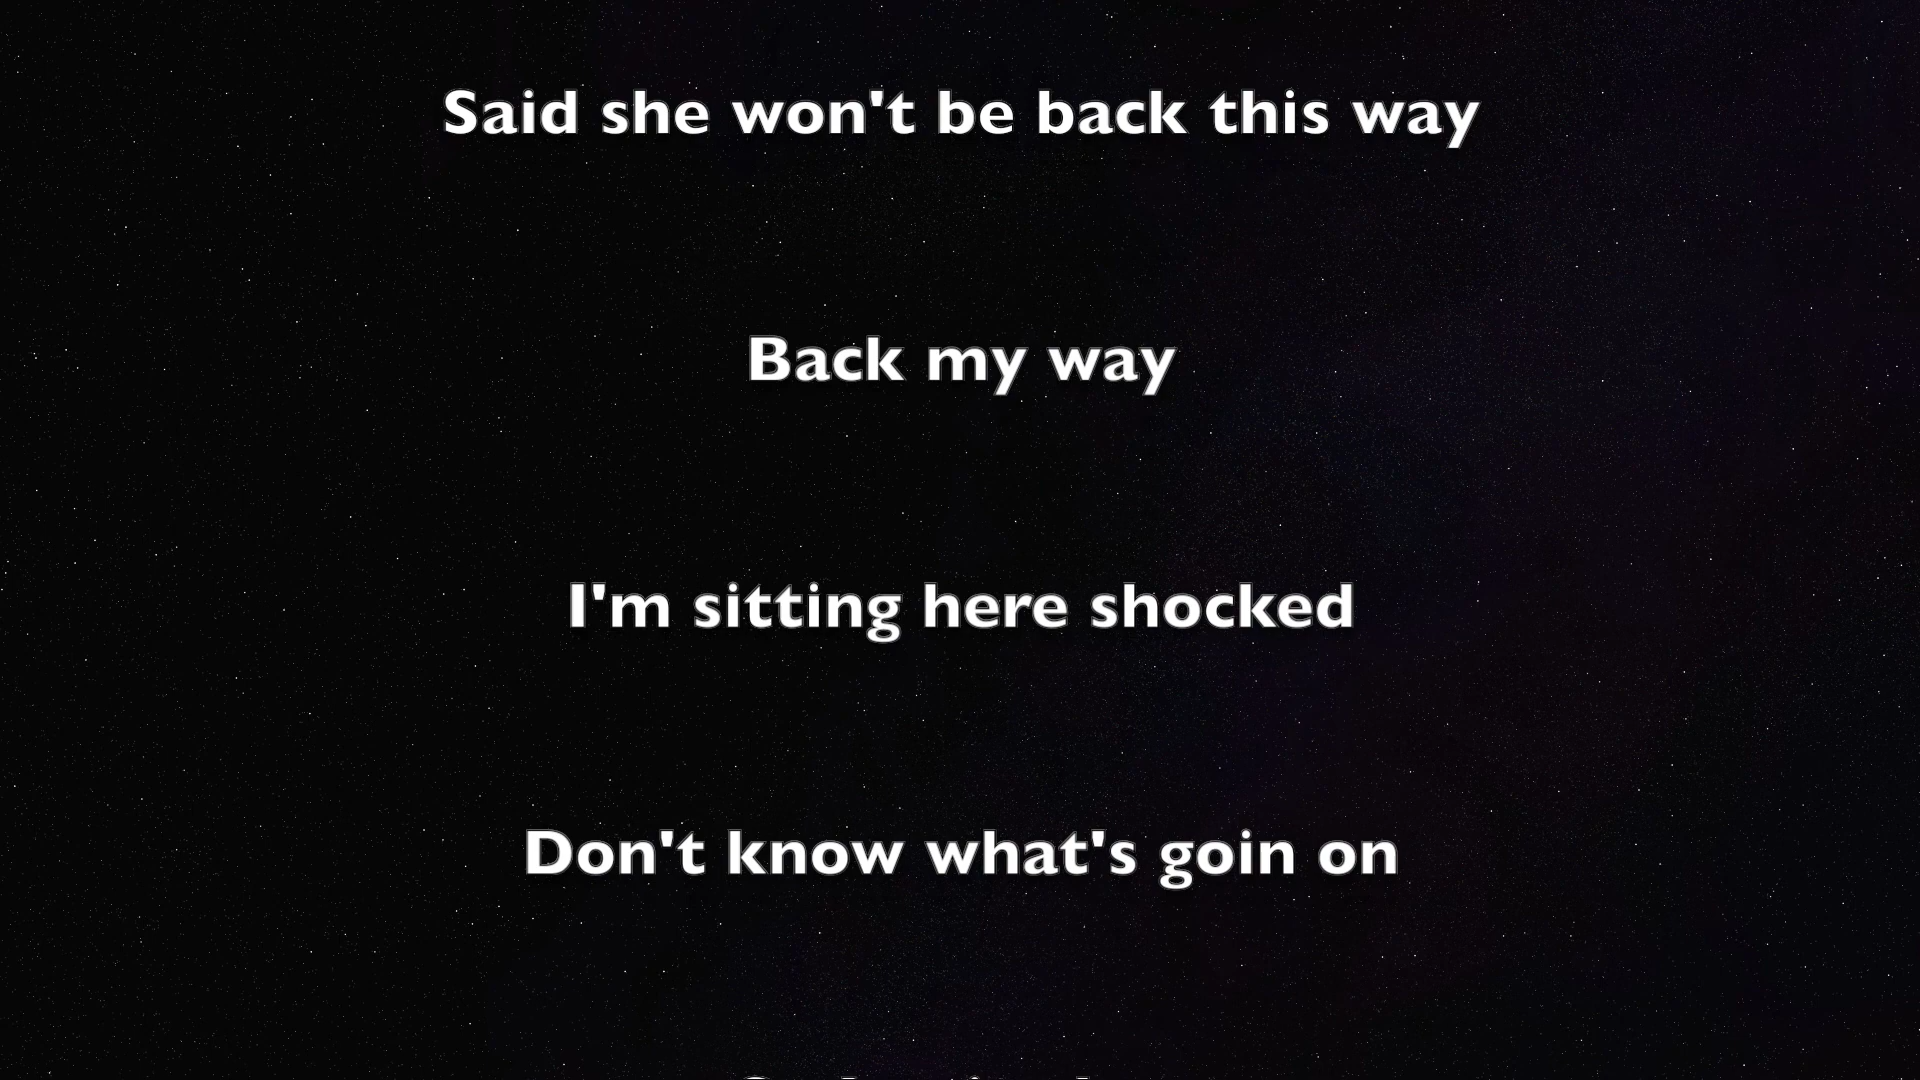 Said she won't be back this way
Back my way
I'm sitting here shocked
Don't know what's goin on